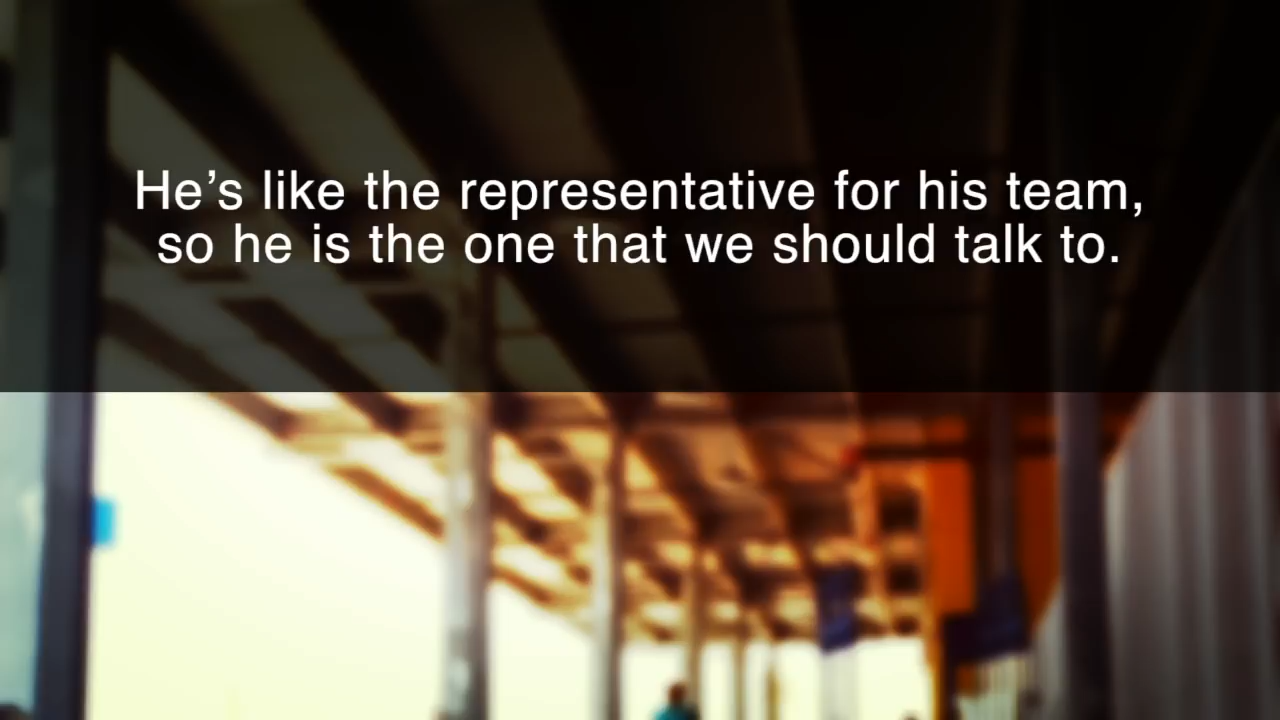 He’s like the representative for his team,
so he is the one that we should talk to.